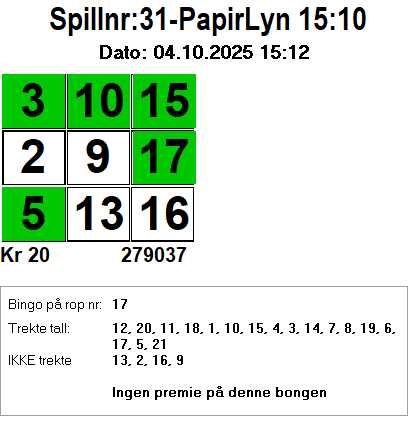 Spillnr:31-PapirLyn 15:10
Dato: 04.10.2025 15:12
3 10 15
2 9 17
5 13 16
Kr 20 279037
Bingo på rop nr: 17
Trekte tall: 12, 20, 11, 18, 1, 10, 15, 4, 3, 14, 7, 8, 19, 6,
17, 5, 21
IKKE trekte 13, 2, 16, 9
Ingen premie på denne bongen